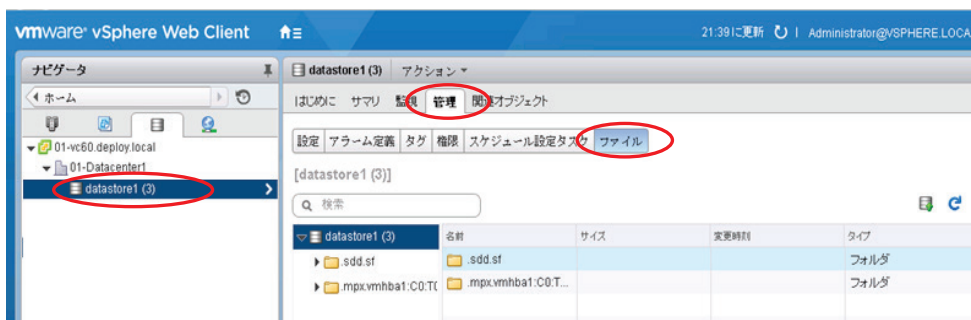 vmware® vSphere Web Client
21:39に更新 | Administrator@VSPHERE.LOCA
ナビゲータ
ホーム
01-vc60.deploy.local
01-Datacenter1
datastore1 (3)
datastore1 (3) アクション
はじめに サマリ 監視 管理 関連オブジェクト
設定 アラーム定義 タグ 権限 スケジュール設定タスク ファイル
[datastore1 (3)]
検索
datastore1 (3)
.sdd.sf
.mpx.vmhba1:C0:T(
名前 サイズ 変更時刻 タイプ
.sdd.sf フォルダ
.mpx.vmhba1:C0:T... フォルダ